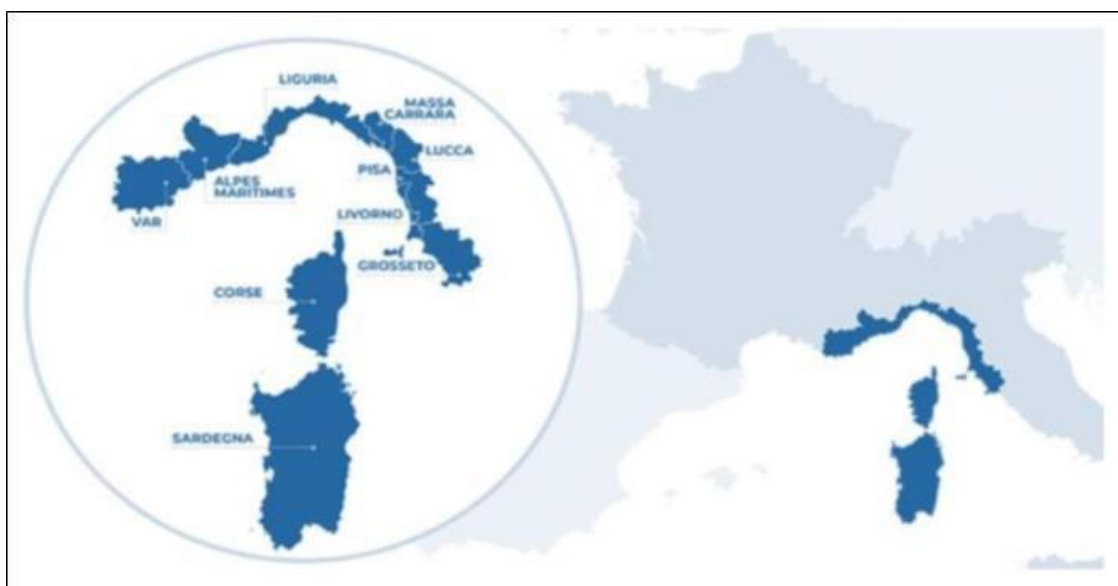 LIGURIA
MASSA
CARRARA
LUCCA
PISA
ALPES
MARITIMES
VAR
LIVORNO
GROSSETO
CORSE
SARDEGNA